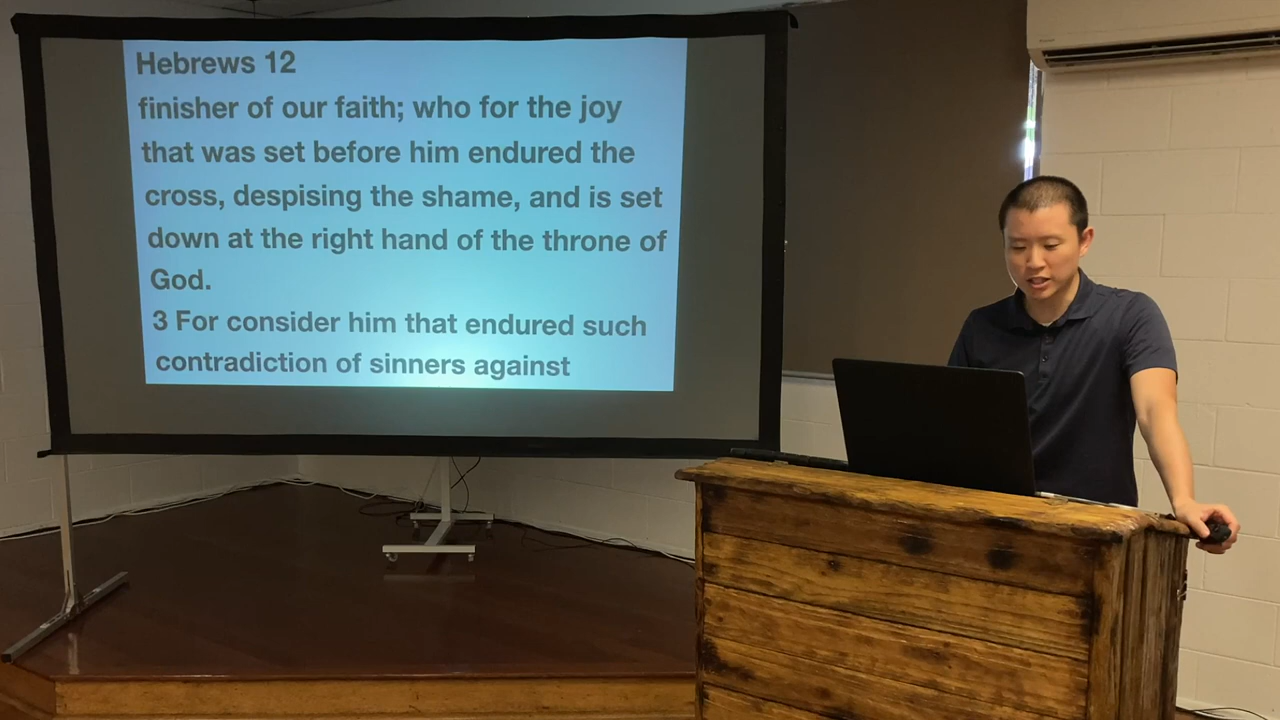 Hebrews 12
finisher of our faith; who for the joy
that was set before him endured the
cross, despising the shame, and is set
down at the right hand of the throne of
God.
3 For consider him that endured such
contradiction of sinners against